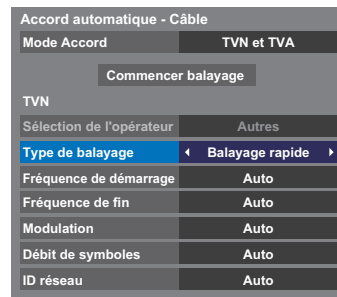 Accord automatique - Câble
Mode Accord TVN et TVA
Commencer balayage
TVN
Sélection de l'opérateur Autres
Type de balayage Balayage rapide
Fréquence de démarrage Auto
Fréquence de fin Auto
Modulation Auto
Débit de symboles Auto
ID réseau Auto